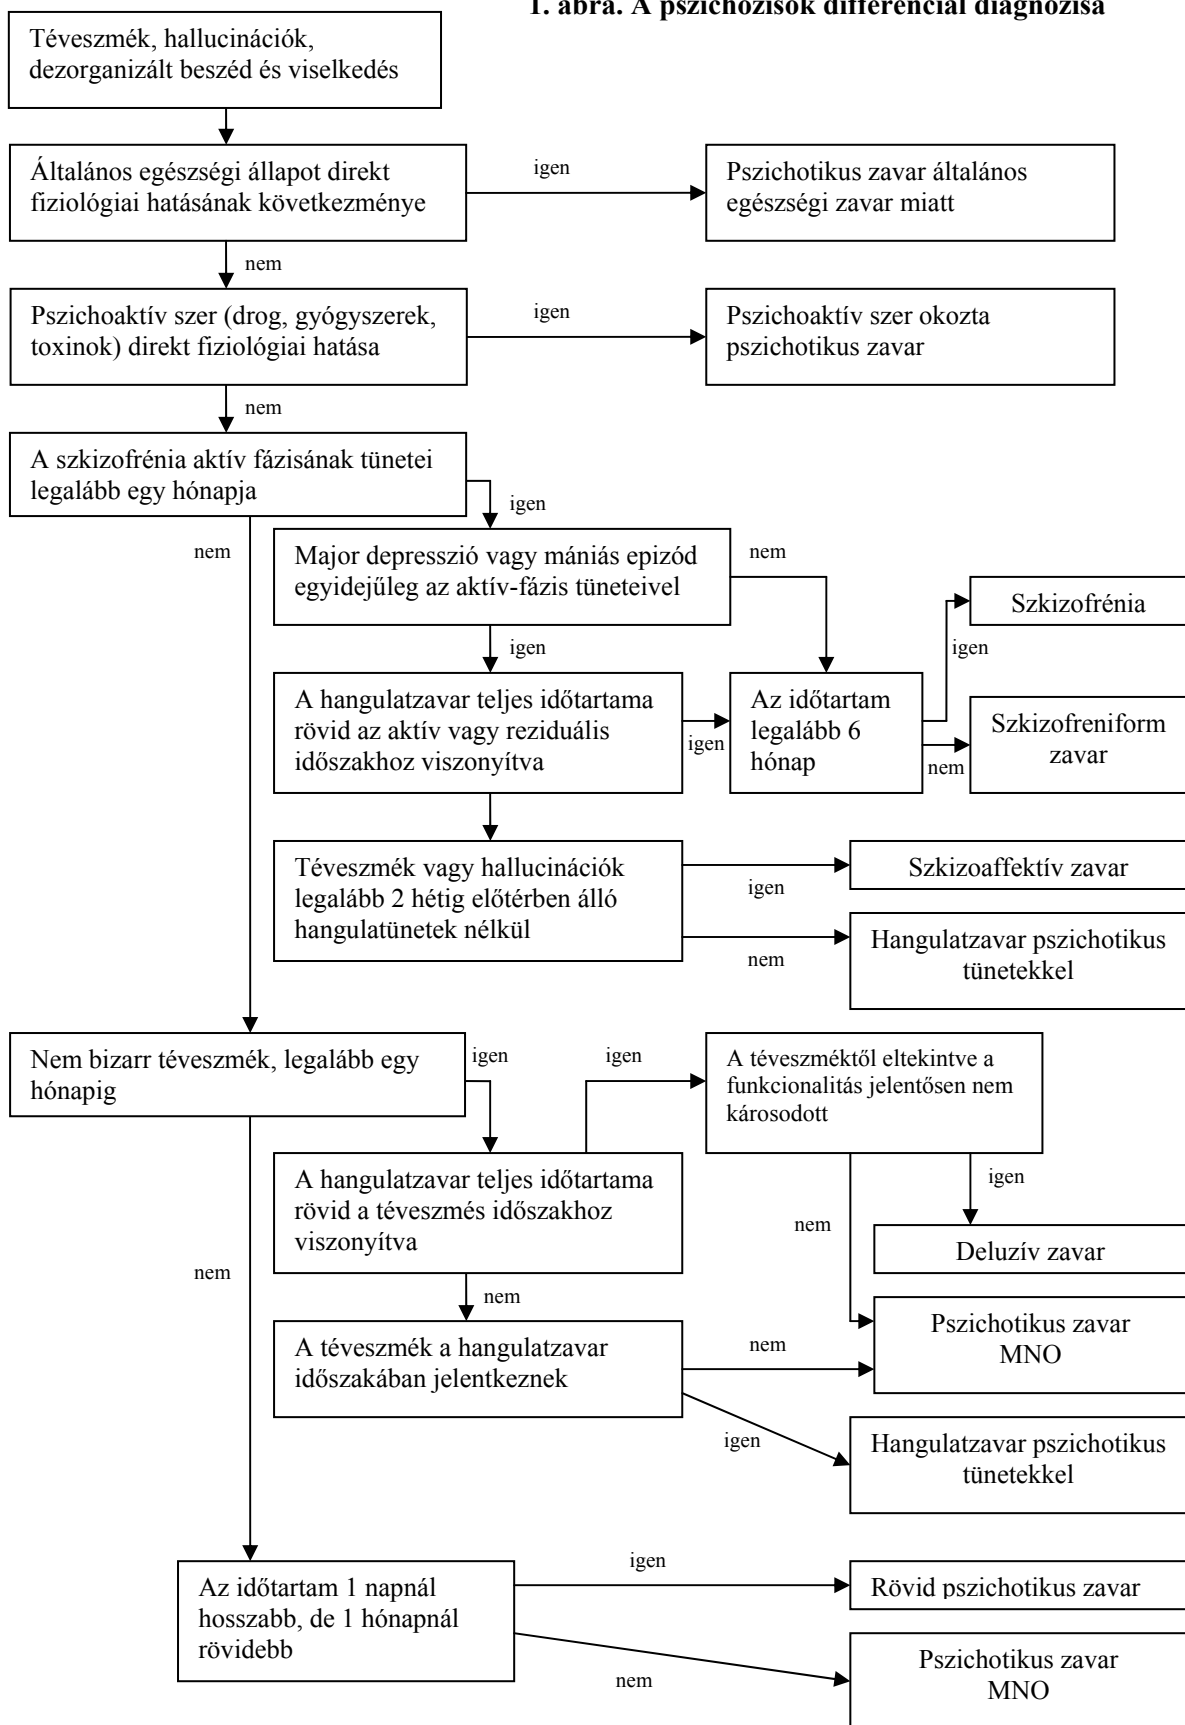 1. ábra. A pszichózisok differenciál diagnózisa
Téveszmék, hallucinációk,
dezorganizált beszéd és viselkedés
Általános egészségi állapot direkt
fiziológiai hatásának következménye
igen
Pszichotikus zavar általános
egészségi zavar miatt
nem
Pszichoaktív szer (drog, gyógyszerek,
toxinok) direkt fiziológiai hatása
igen
Pszichoaktív szer okozta
pszichotikus zavar
nem
A szkizofrénia aktív fázisának tünetei
legalább egy hónapja
igen
nem
Major depresszió vagy mániás epizód
egyidejűleg az aktív-fázis tüneteivel
nem
Szkizofrénia
igen
igen
A hangulatzavar teljes időtartama
rövid az aktív vagy reziduális
időszakhoz viszonyítva
igen
Az időtartam
legalább 6
hónap
nem
Szkizofreniform
zavar
Téveszmék vagy hallucinációk
legalább 2 hétig előtérben álló
hangulatünetek nélkül
igen
Szkizoaffektív zavar
nem
Hangulatzavar pszichotikus
tünetekkel
Nem bizarr téveszmék, legalább egy
hónapig
igen
igen
A téveszméktől eltekintve a
funkcionalitás jelentősen nem
károsodott
A hangulatzavar teljes időtartama
rövid a téveszmés időszakhoz
viszonyítva
igen
nem
Deluzív zavar
nem
nem
A téveszmék a hangulatzavar
időszakában jelentkeznek
nem
Pszichotikus zavar
MNO
igen
Hangulatzavar pszichotikus
tünetekkel
Az időtartam 1 napnál
hosszabb, de 1 hónapnál
rövidebb
igen
Rövid pszichotikus zavar
nem
Pszichotikus zavar
MNO